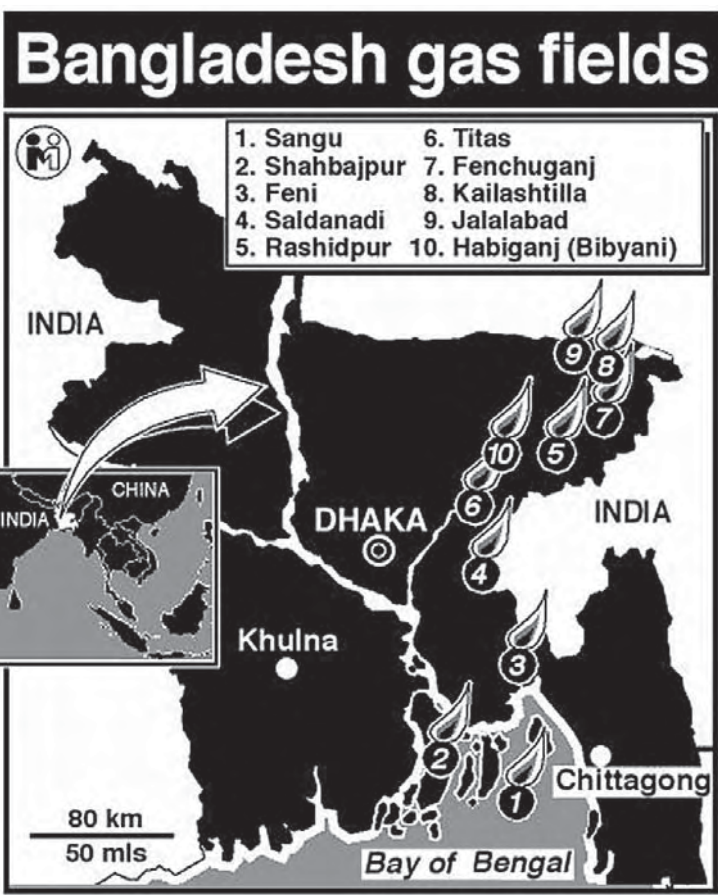 Bangladesh gas fields
1. Sangu
2. Shahbajpur
3. Feni
4. Saldanadi
5. Rashidpur
6. Titas
7. Fenchuganj
8. Kailashtilla
9. Jalalabad
10. Habiganj (Bibyani)
INDIA
9
8
7
10
5
6
CHINA
INDIA
DHAKA
INDIA
4
Khulna
3
2
1
Chittagong
80 km
50 mls
Bay of Bengal